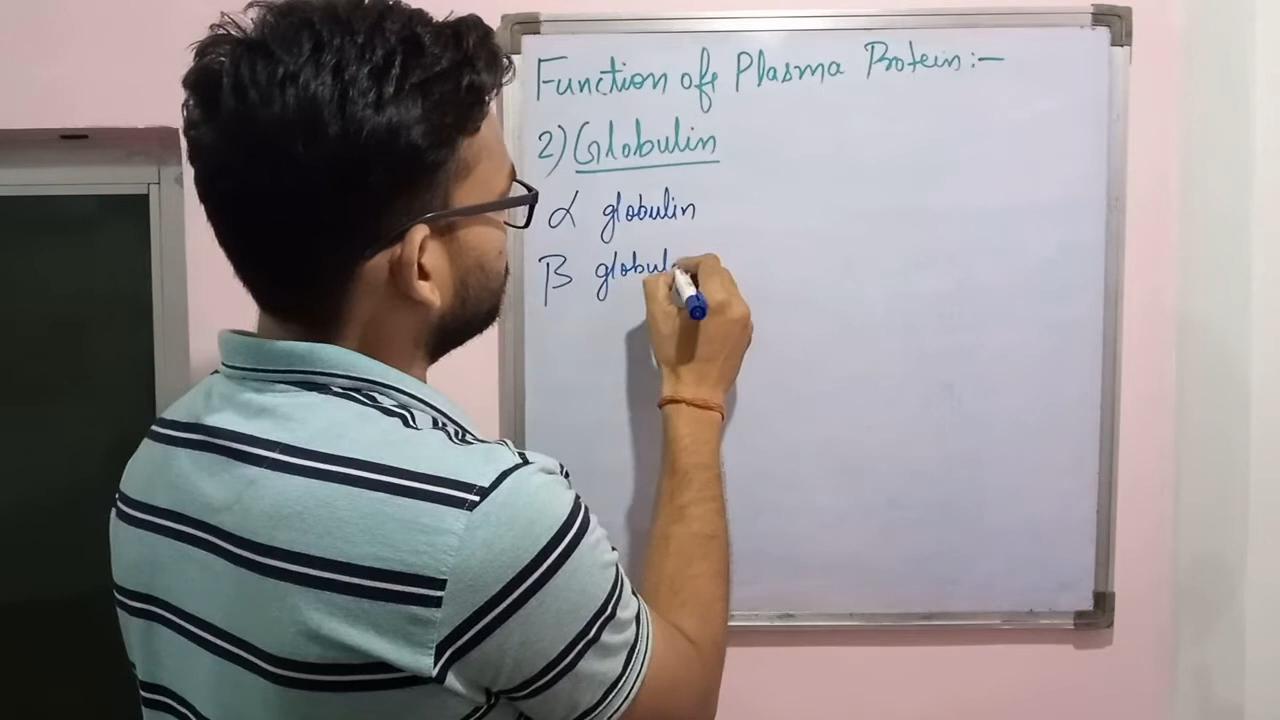 Function of Plasma Protein:-
2) Globulin
α globulin
β globul